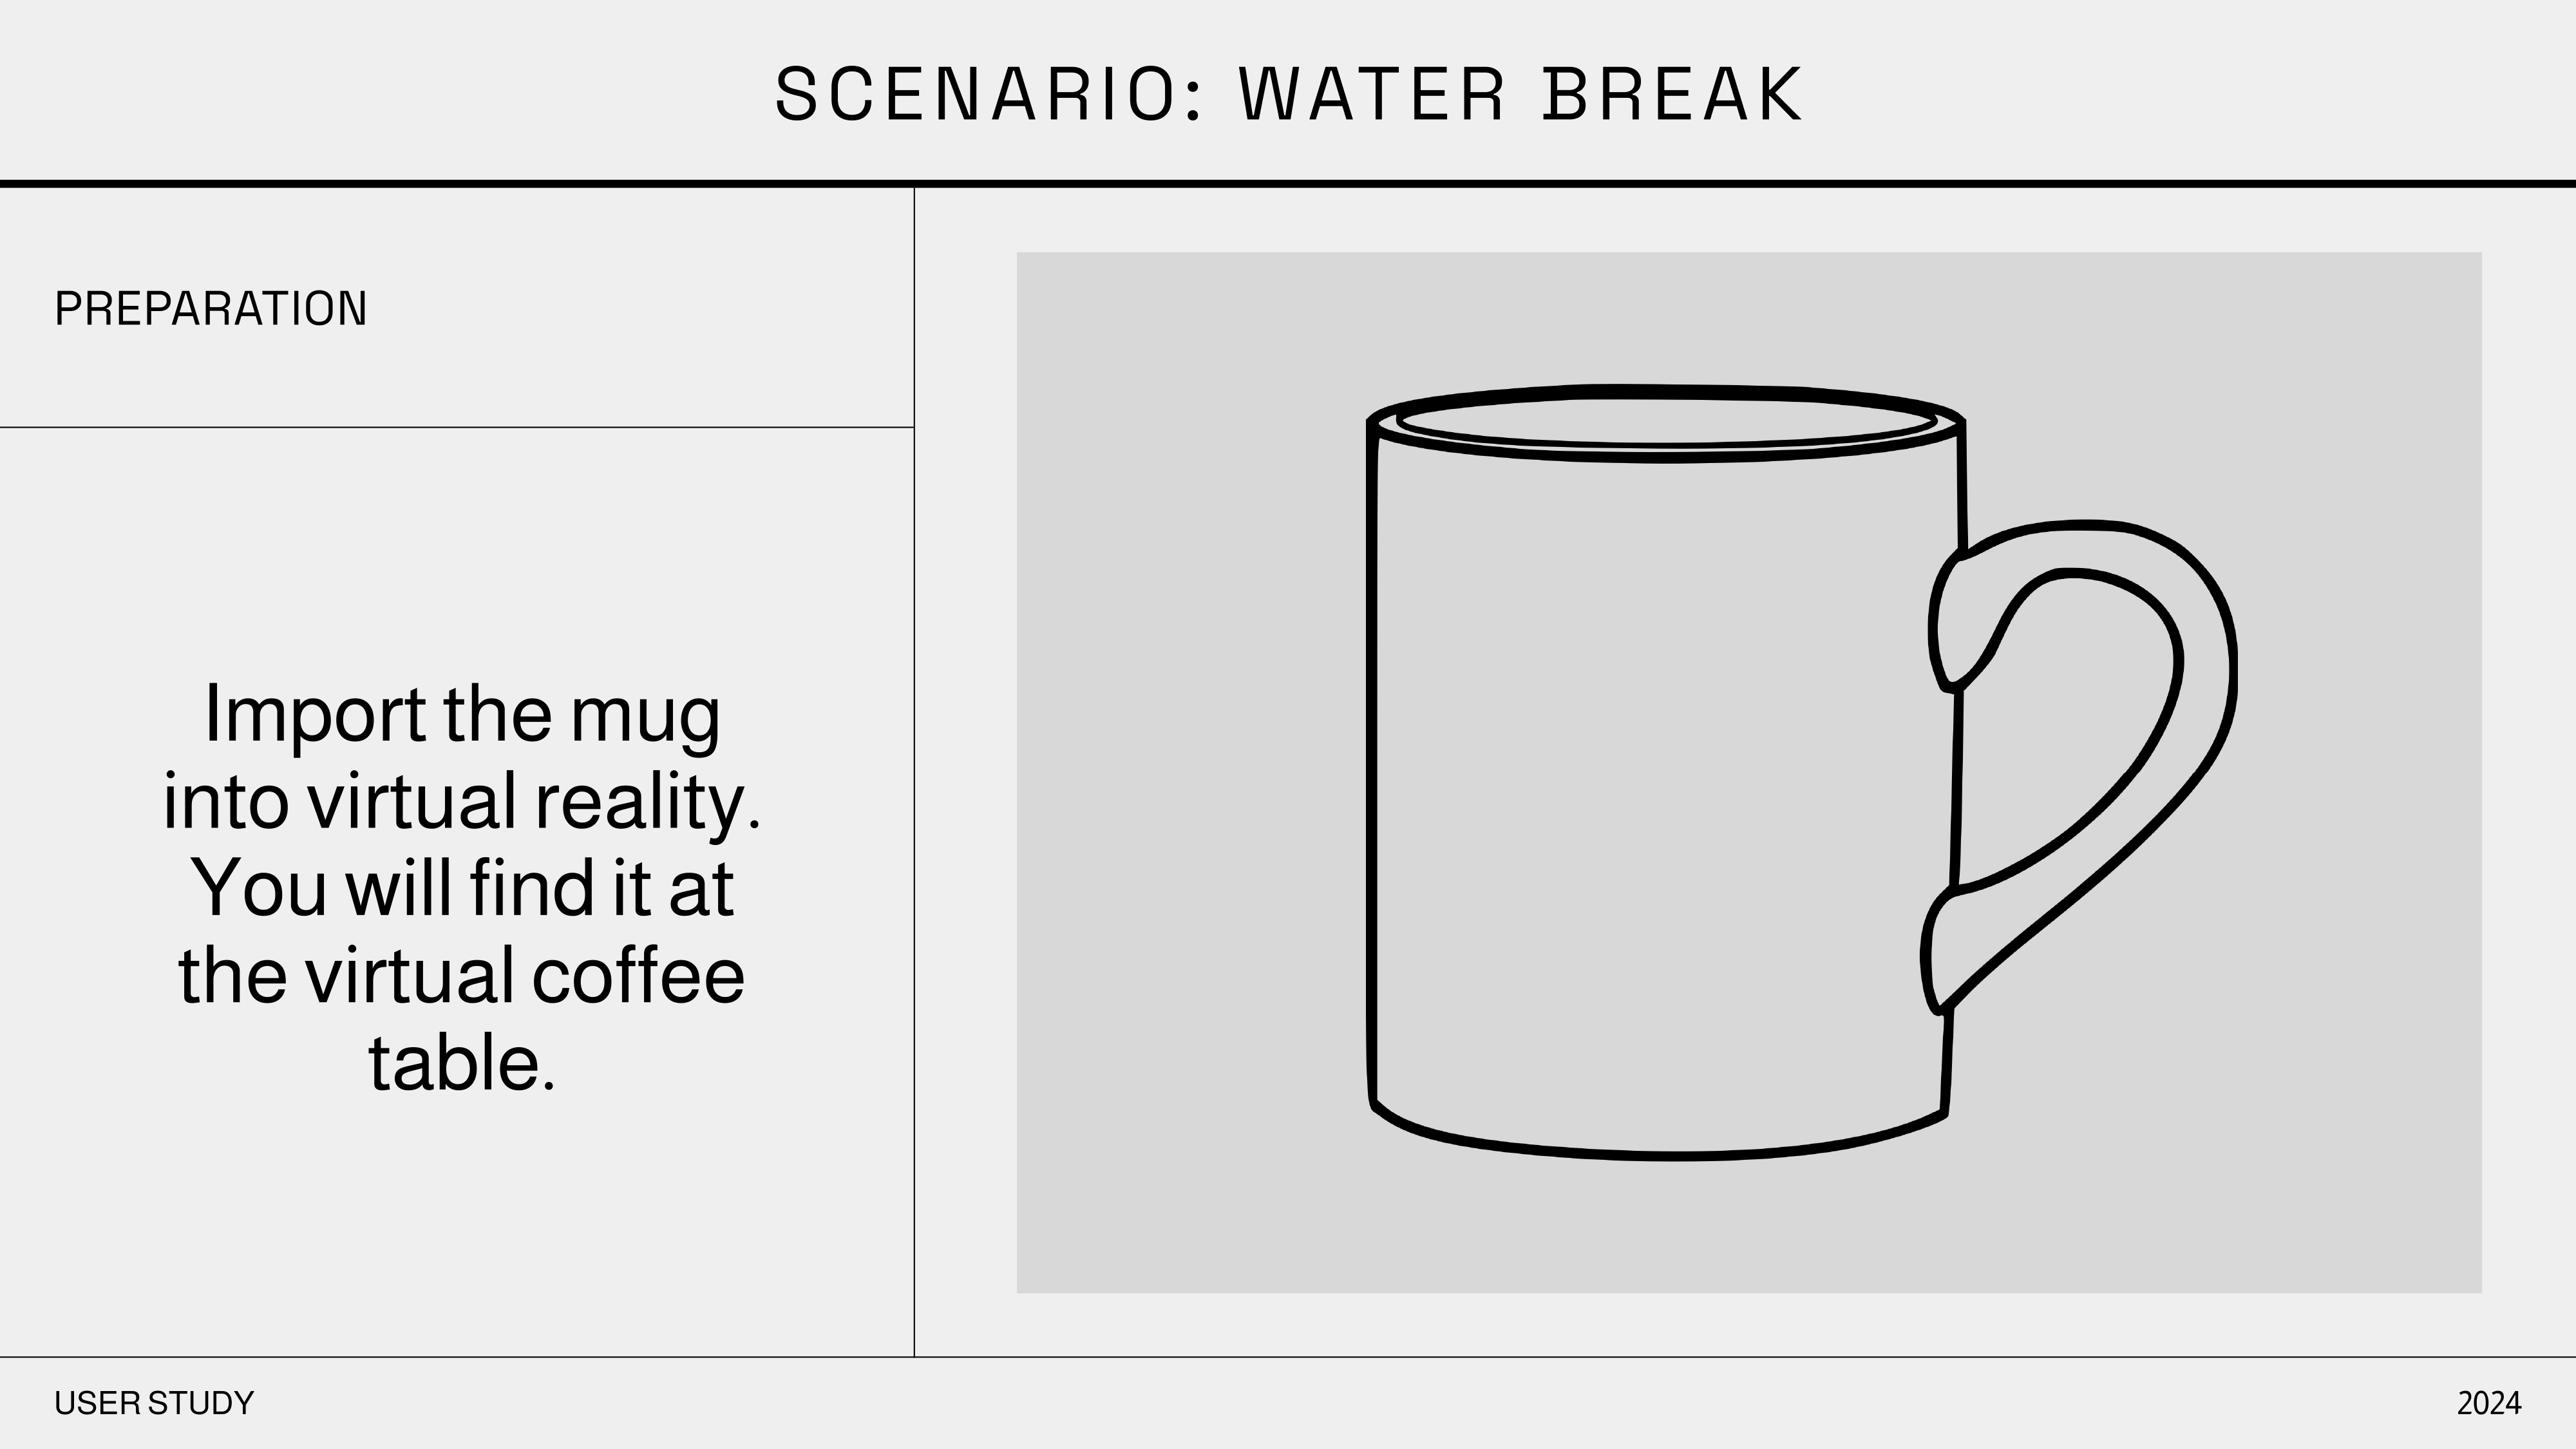 SCENARIO: WATER BREAK
PREPARATION
Import the mug
into virtual reality.
You will find it at
the virtual coffee
table.
USER STUDY
2024